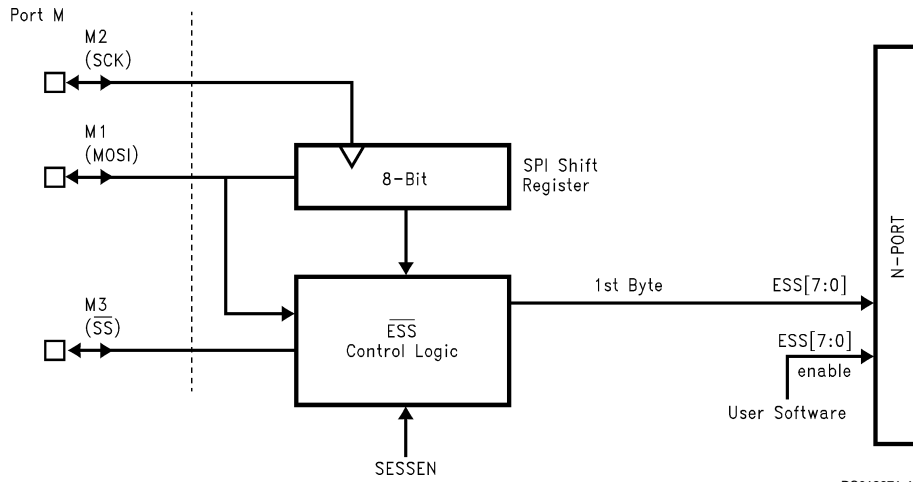 Port M
M2
(SCK)
M1
(MOSI)
8-Bit
SPI Shift
Register
N-PORT
M3
(SS)
ESS
Control Logic
1st Byte
ESS[7:0]
ESS[7:0]
enable
User Software
SESSEN